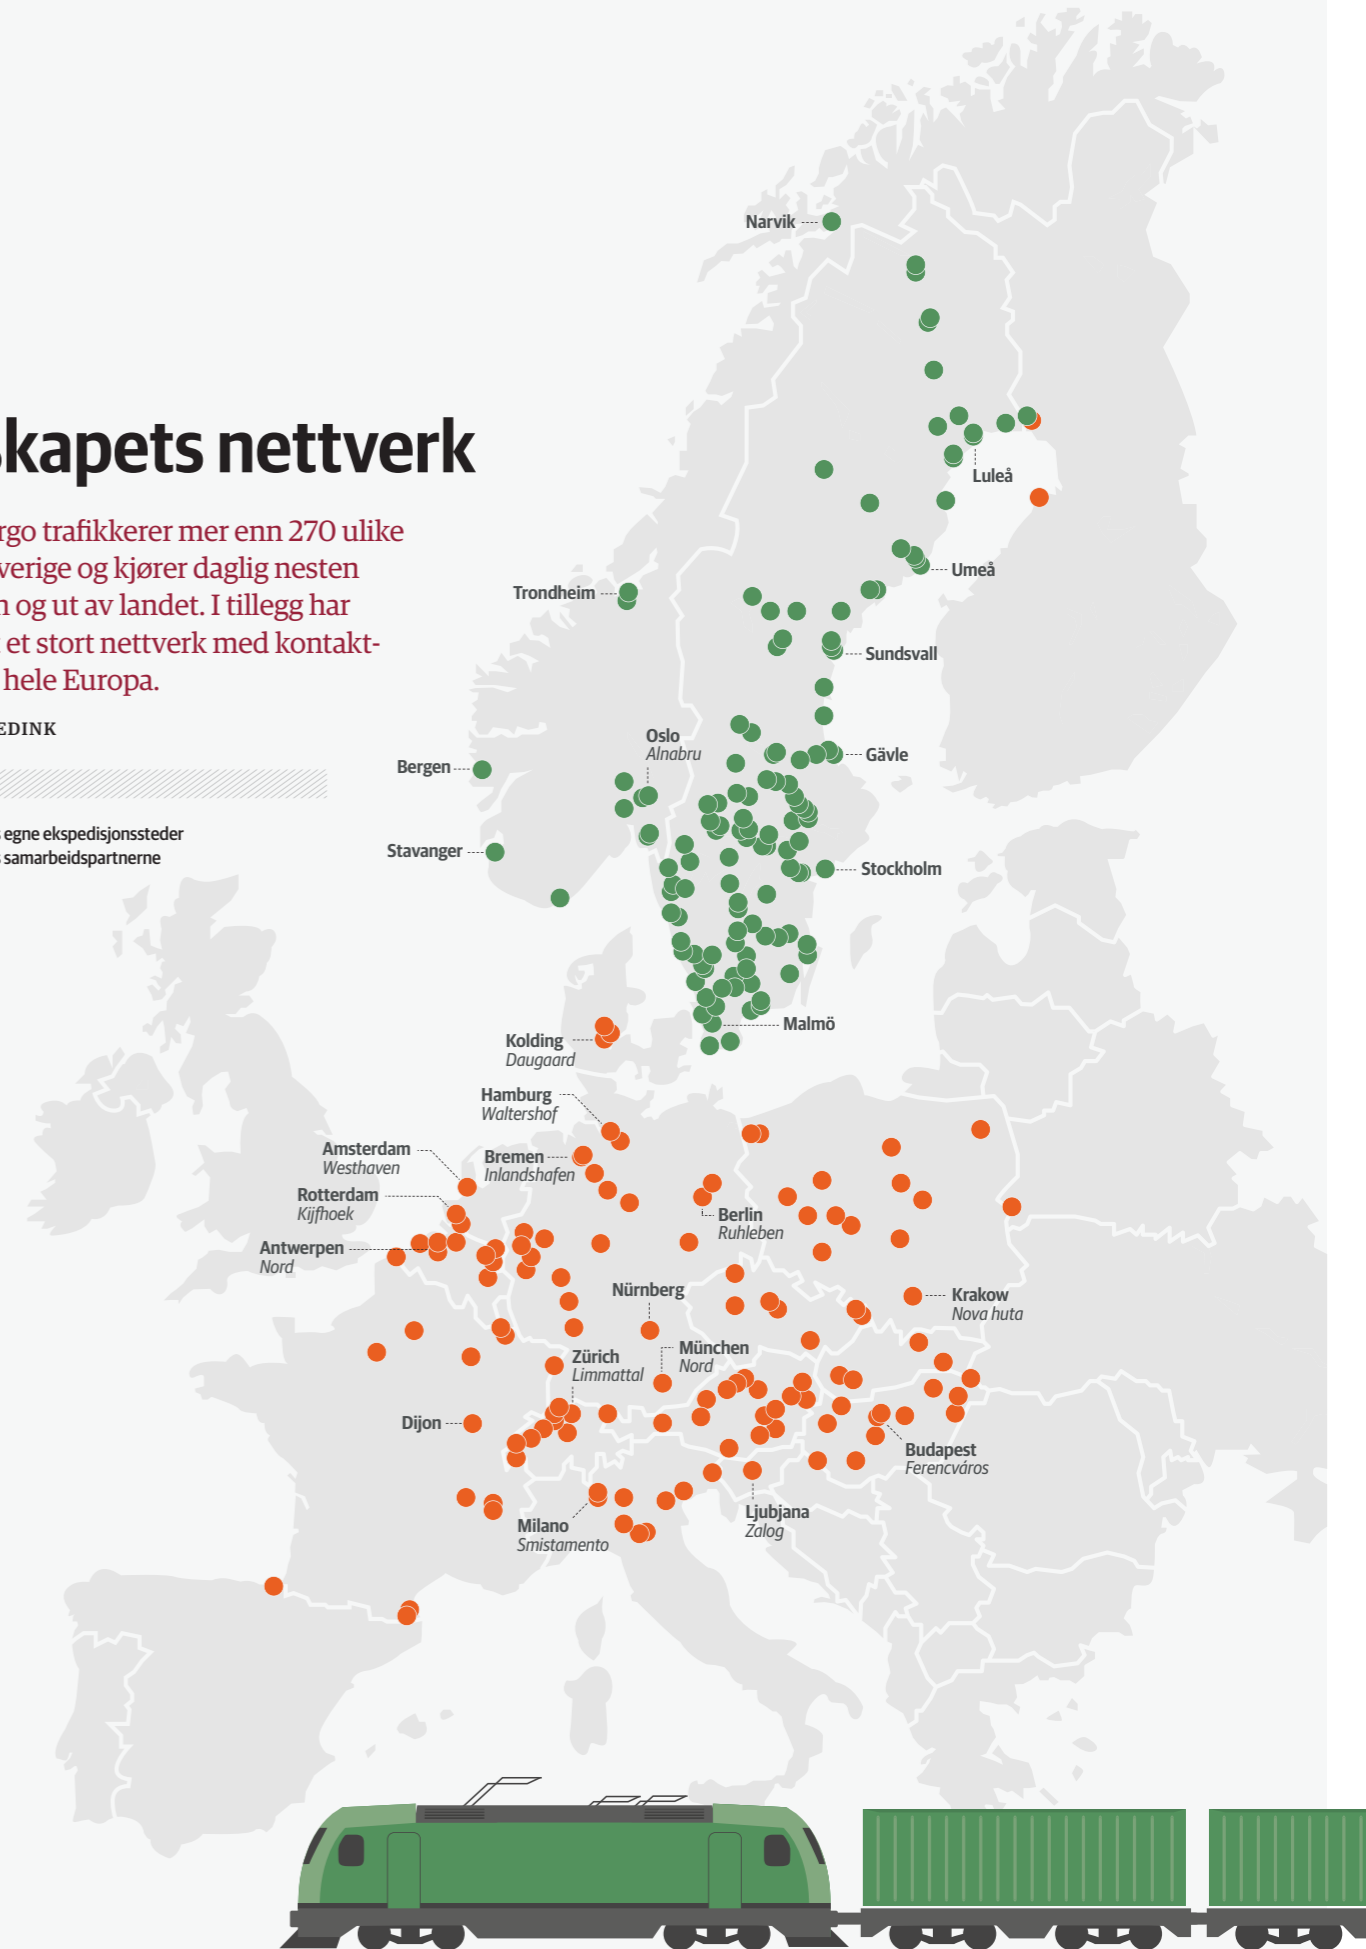 skapets nettverk
rgo trafikkerer mer enn 270 ulike
verige og kjører daglig nesten
og ut av landet. I tillegg har
et stort nettverk med kontakt-
hele Europa.
EDINK
egne ekspedisjonssteder
samarbeidspartnerne
Narvik
Luleå
Umeå
Trondheim
Sundsvall
Oslo
Alnabru
Gävle
Bergen
Stavanger
Stockholm
Malmö
Kolding
Daugaard
Hamburg
Waltershof
Amsterdam
Westhaven
Bremen
Inlandshafen
Rotterdam
Kijfhoek
Berlin
Ruhleben
Antwerpen
Nord
Nürnberg
Krakow
Nova huta
München
Nord
Zürich
Limmattal
Dijon
Budapest
Ferencváros
Milano
Smistamento
Ljubjana
Zalog